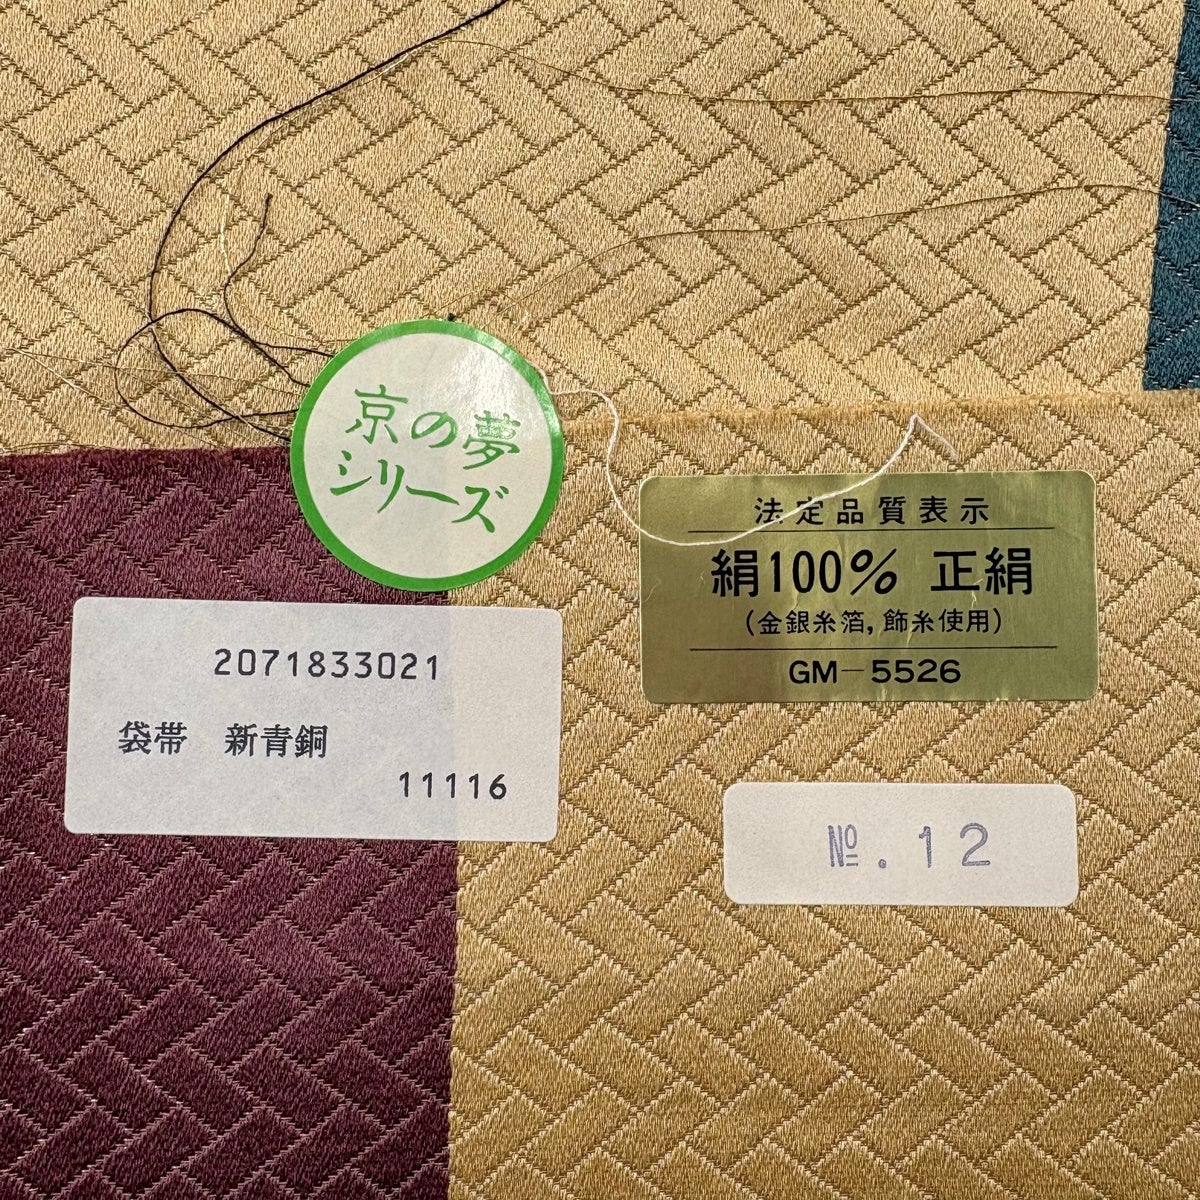 京の夢
シリーズ
法定品質表示
絹100% 正絹
(金銀糸箔,飾糸使用)
GM-5526
2071833021
袋帯 新青銅
11116
№.12